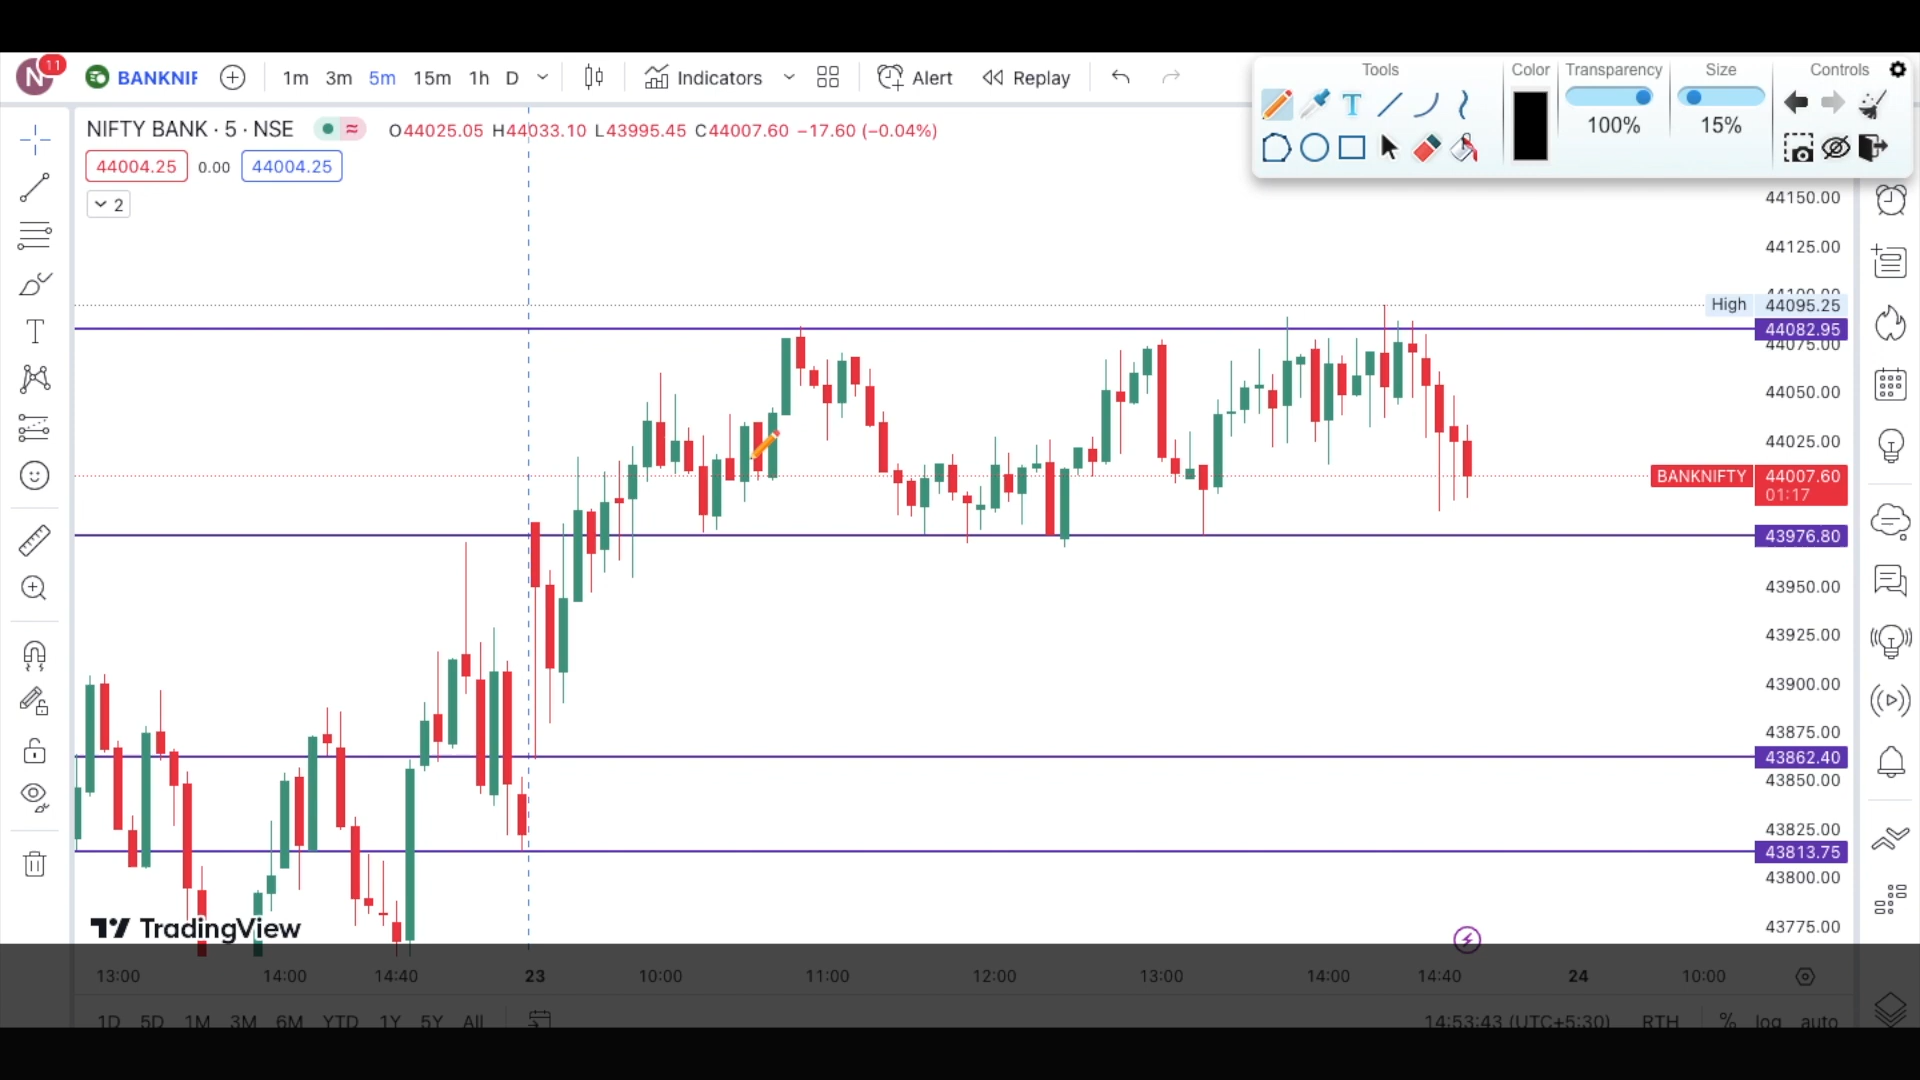 N 11 BANKNIF 1m 3m 5m 15m 1h D Indicators Alert Replay
Tools Color Transparency Size Controls
T
100% 15%
NIFTY BANK · 5 · NSE O44025.05 H44033.10 L43995.45 C44007.60 −17.60 (−0.04%)
44004.25 0.00 44004.25
2
44150.00
44125.00
44100.00
High 44095.25
44082.95
44075.00
44050.00
44025.00
BANKNIFTY 44007.60
01:17
43976.80
43950.00
43925.00
43900.00
43875.00
43862.40
43850.00
43825.00
43813.75
43800.00
43775.00
TradingView
13:00 14:00 14:40 23 10:00 11:00 12:00 13:00 14:00 14:40 24 10:00
1D 5D 1M 3M 6M YTD 1Y 5Y All 14:53:43 (UTC+5:30) RTH % log auto